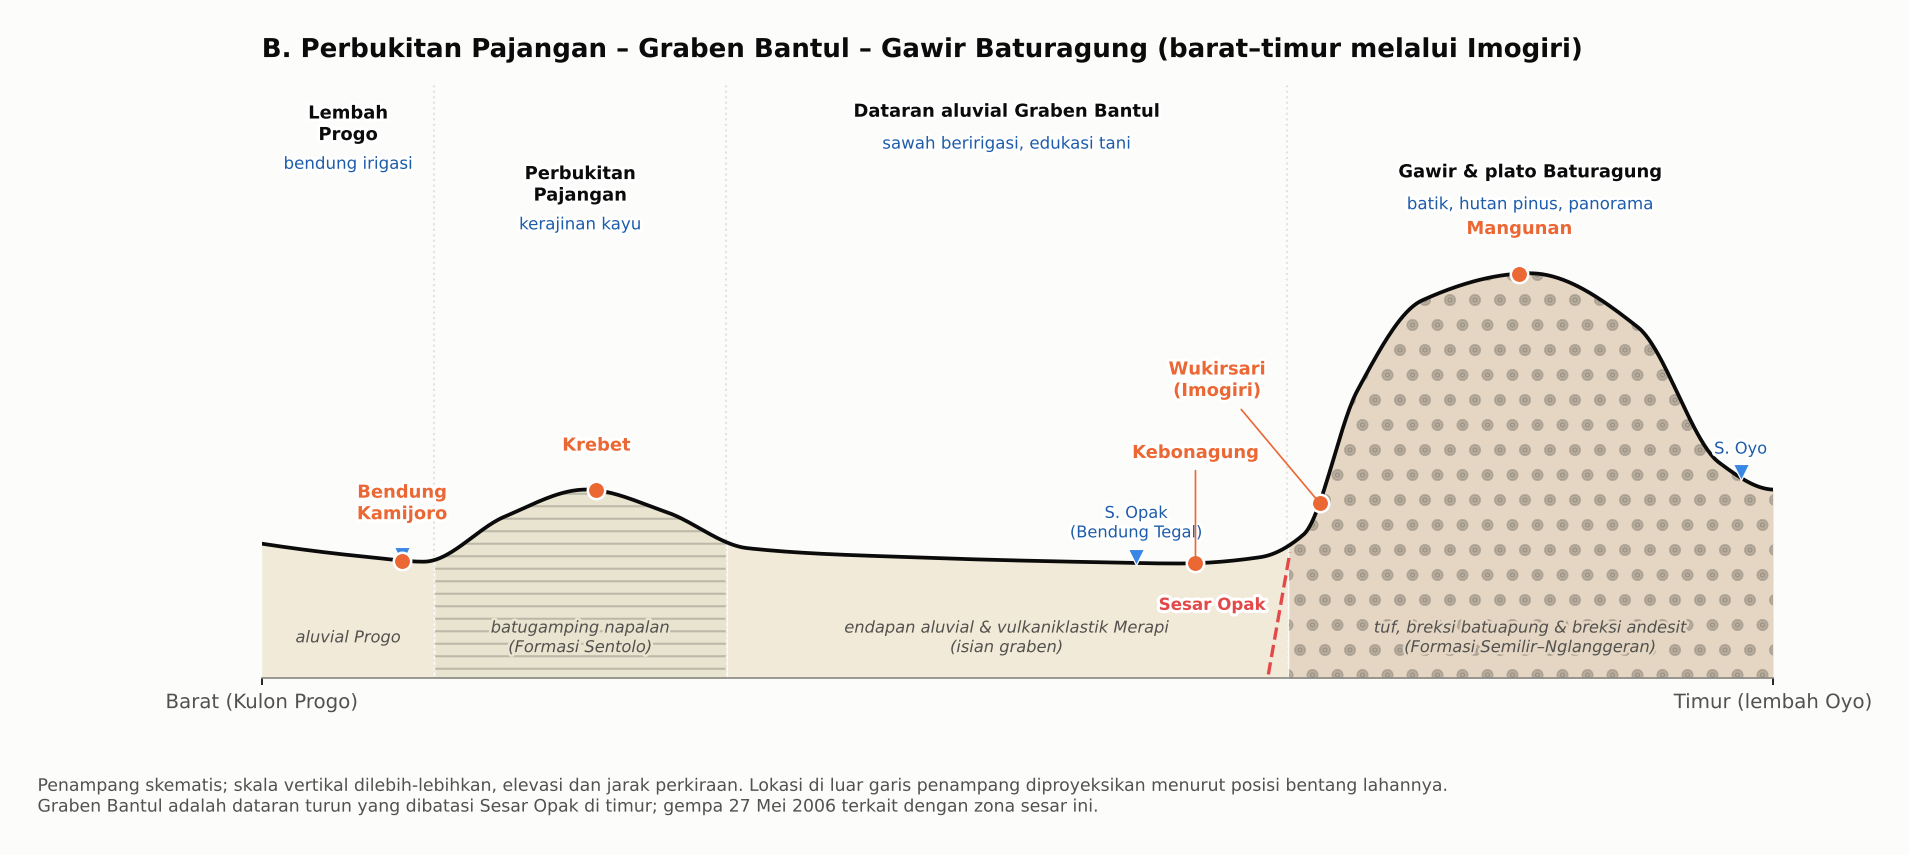 B. Perbukitan Pajangan – Graben Bantul – Gawir Baturagung (barat–timur melalui Imogiri)
Lembah
Progo
bendung irigasi
Perbukitan
Pajangan
kerajinan kayu
Dataran aluvial Graben Bantul
sawah beririgasi, edukasi tani
Gawir & plato Baturagung
batik, hutan pinus, panorama
Mangunan
Wukirsari
(Imogiri)
Kebonagung
Krebet
Bendung
Kamijoro
S. Opak
(Bendung Tegal)
S. Oyo
Sesar Opak
aluvial Progo
batugamping napalan
(Formasi Sentolo)
endapan aluvial & vulkaniklastik Merapi
(isian graben)
tuf, breksi batuapung & breksi andesit
(Formasi Semilir–Nglanggeran)
Barat (Kulon Progo)
Timur (lembah Oyo)
Penampang skematis; skala vertikal dilebih-lebihkan, elevasi dan jarak perkiraan. Lokasi di luar garis penampang diproyeksikan menurut posisi bentang lahannya.
Graben Bantul adalah dataran turun yang dibatasi Sesar Opak di timur; gempa 27 Mei 2006 terkait dengan zona sesar ini.